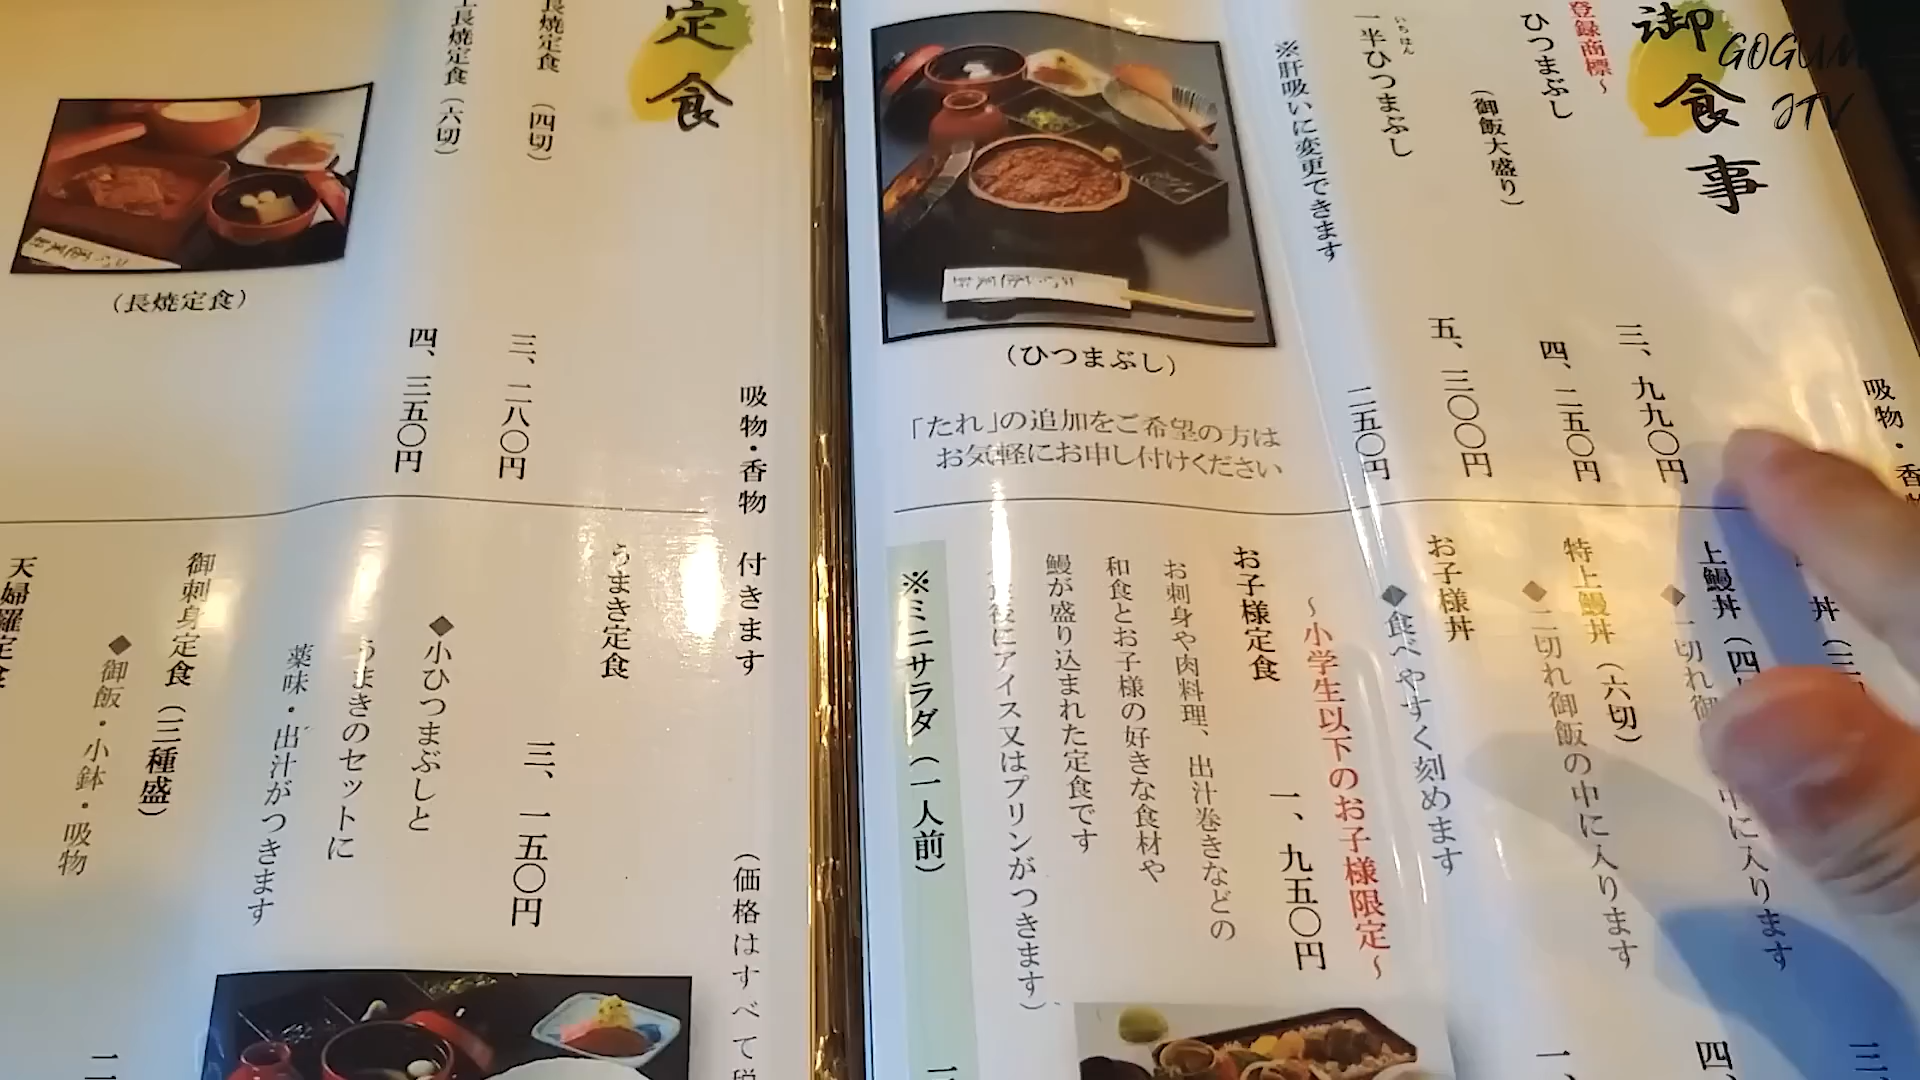 御食事
GOGUM
JTV
吸物・香
登録商標~
ひつまぶし
三、九九〇円
(御飯大盛り)
四、二五〇円
いちはん
一半ひつまぶし
五、三〇〇円
※肝吸いに変更できます
二五〇円
(ひつまぶし)
「たれ」の追加をご希望の方は
お気軽にお申し付けください
丼
上鰻丼(四
◆一切れ御
中に入ります
四、
特上鰻丼(六切)
◆二切れ御飯の中に入ります
お子様丼
◆食べやすく刻めます
一、
~小学生以下のお子様限定~
お子様定食
一、九五〇円
お刺身や肉料理、出汁巻きなどの
和食とお子様の好きな食材や
鰻が盛り込まれた定食です
後にアイス又はプリンがつきます)
※ミニサラダ(一人前)
定食
吸物・香物 付きます
(価格はすべて税
長焼定食 (四切)
三、二八〇円
上長焼定食(六切)
四、三五〇円
(長焼定食)
うまき定食
三、一五〇円
◆小ひつまぶしと
うまきのセットに
薬味・出汁がつきます
御刺身定食(三種盛)
◆御飯・小鉢・吸物
天婦羅定食